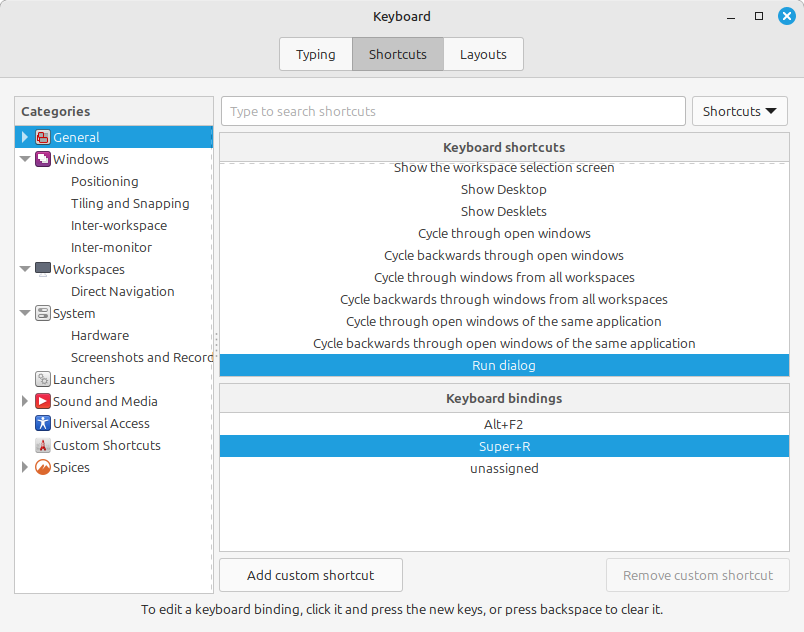 Keyboard
Typing Shortcuts Layouts
Categories
General
Windows
Positioning
Tiling and Snapping
Inter-workspace
Inter-monitor
Workspaces
Direct Navigation
System
Hardware
Screenshots and Record
Launchers
Sound and Media
Universal Access
Custom Shortcuts
Spices
Type to search shortcuts
Shortcuts
Keyboard shortcuts
Show the workspace selection screen
Show Desktop
Show Desklets
Cycle through open windows
Cycle backwards through open windows
Cycle through windows from all workspaces
Cycle backwards through windows from all workspaces
Cycle through open windows of the same application
Cycle backwards through open windows of the same application
Run dialog
Keyboard bindings
Alt+F2
Super+R
unassigned
Add custom shortcut
Remove custom shortcut
To edit a keyboard binding, click it and press the new keys, or press backspace to clear it.